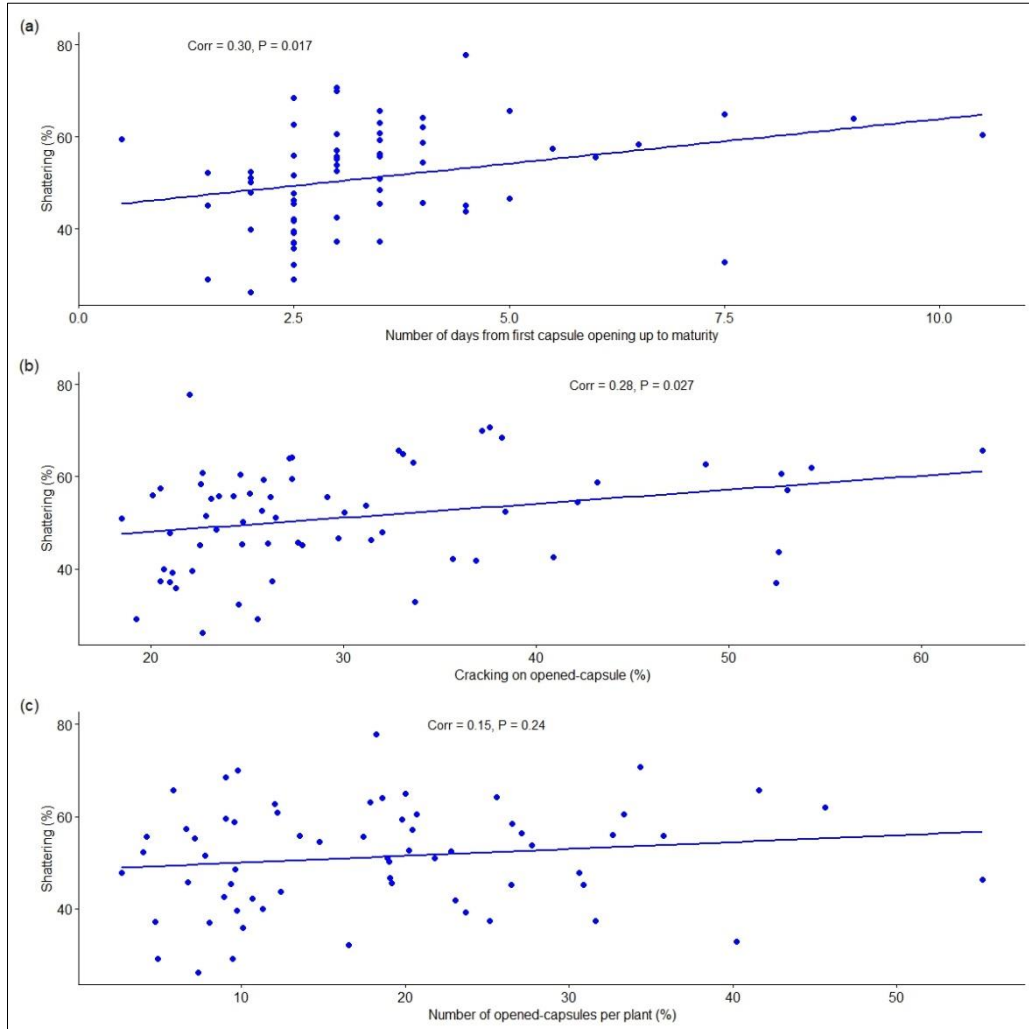 (a)
Corr = 0.30, P = 0.017
80
60
40
Shattering (%)
0.0 2.5 5.0 7.5 10.0
Number of days from first capsule opening up to maturity
(b)
Corr = 0.28, P = 0.027
80
60
40
Shattering (%)
20 30 40 50 60
Cracking on opened-capsule (%)
(c)
Corr = 0.15, P = 0.24
80
60
40
Shattering (%)
10 20 30 40 50
Number of opened-capsules per plant (%)